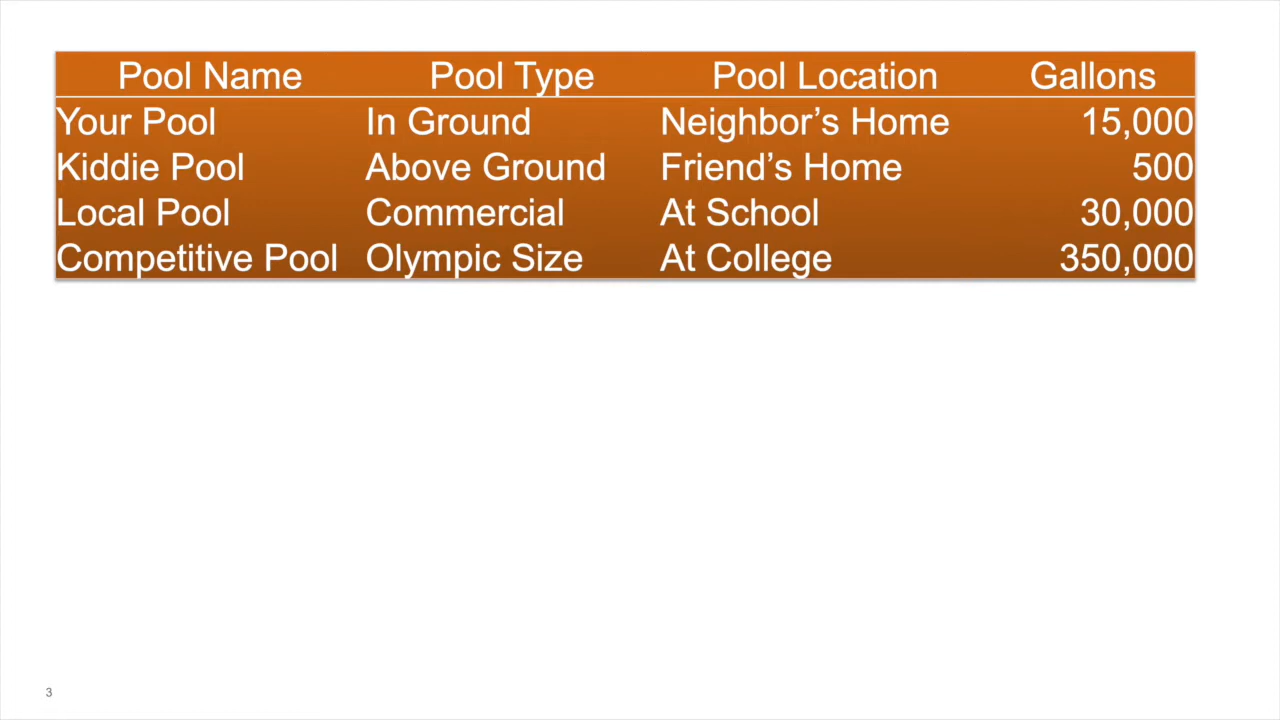 Pool Name Pool Type Pool Location Gallons
Your Pool In Ground Neighbor’s Home 15,000
Kiddie Pool Above Ground Friend’s Home 500
Local Pool Commercial At School 30,000
Competitive Pool Olympic Size At College 350,000
3